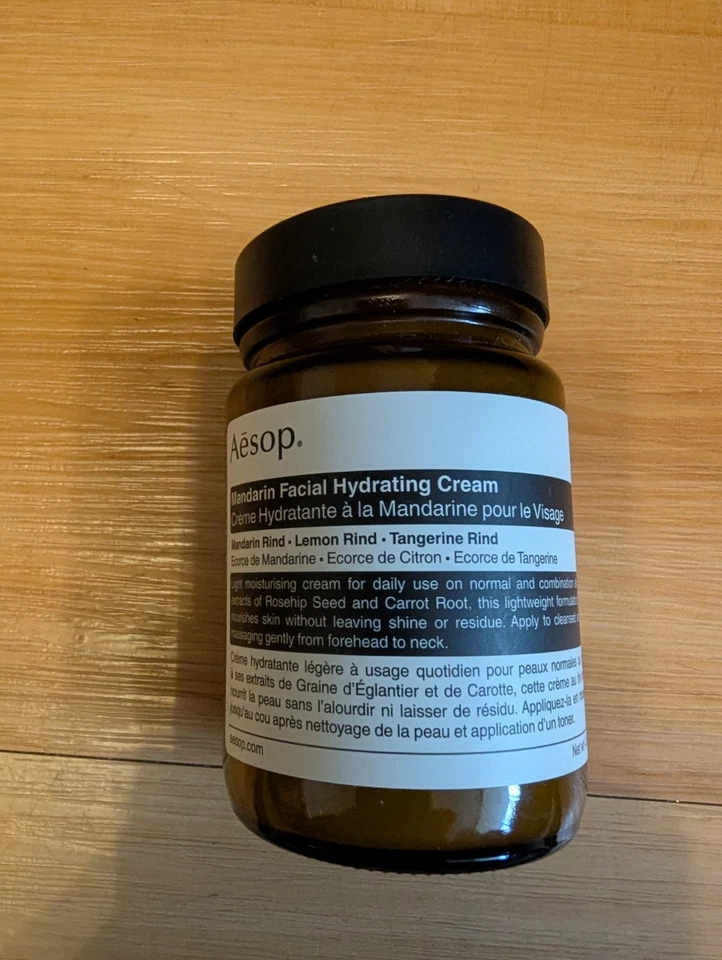 Aēsop®
Mandarin Facial Hydrating Cream
Crème Hydratante à la Mandarine pour le Visage
Mandarin Rind • Lemon Rind • Tangerine Rind
Ecorce de Mandarine • Ecorce de Citron • Ecorce de Tangerine
Light moisturising cream for daily use on normal and combination
extracts of Rosehip Seed and Carrot Root, this lightweight
nourishes skin without leaving shine or residue. Apply to
massaging gently from forehead to neck.
Crème hydratante légère à usage quotidien pour peaux normales
à ses extraits de Graine d'Églantier et de Carotte, cette crème au
nourrit la peau sans l'alourdir ni laisser de résidu. Appliquez-la en
jusqu'au cou après nettoyage de la peau et application d'un toner.
aesop.com
Net